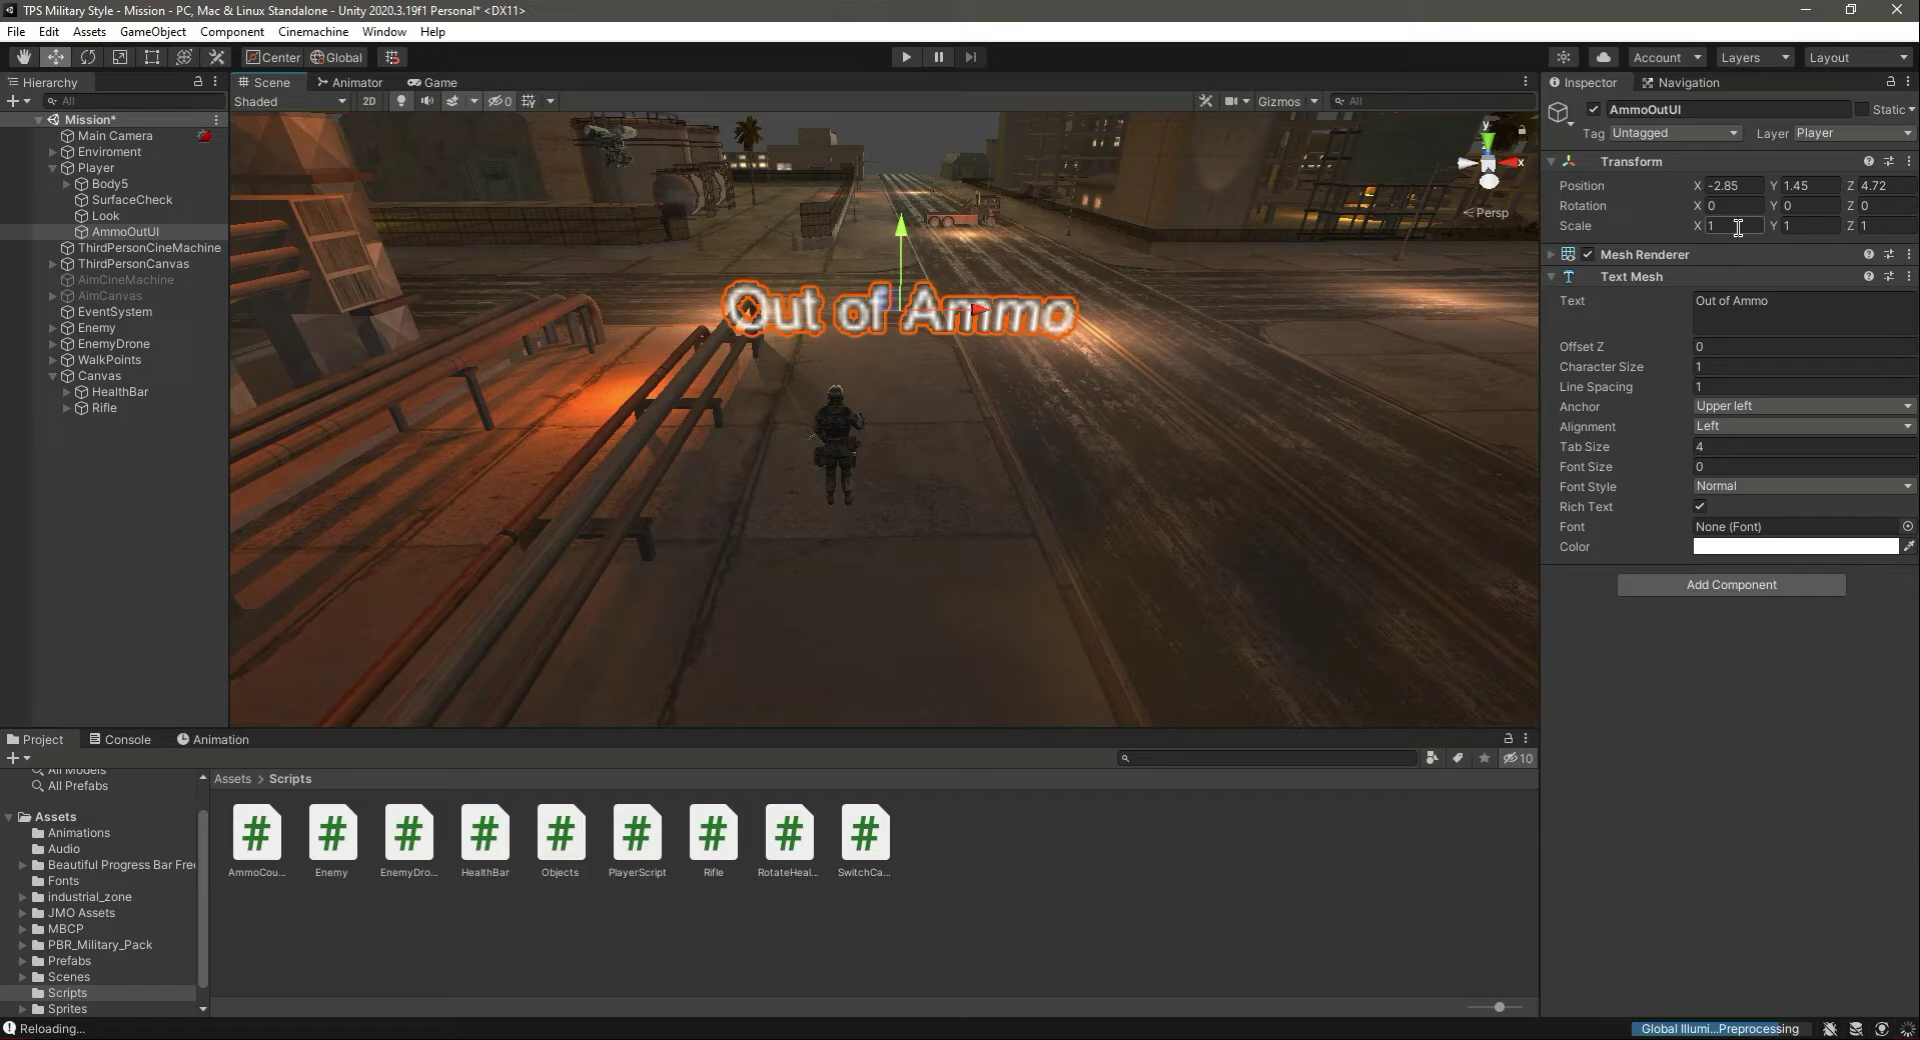 TPS Military Style - Mission - PC, Mac & Linux Standalone - Unity 2020.3.19f1 Personal* <DX11>
File Edit Assets GameObject Component Cinemachine Window Help
Center Global
Account Layers Layout
Hierarchy
All
Mission*
Main Camera
Enviroment
Player
Body5
SurfaceCheck
Look
AmmoOutUI
ThirdPersonCineMachine
ThirdPersonCanvas
AimCineMachine
AimCanvas
EventSystem
Enemy
EnemyDrone
WalkPoints
Canvas
HealthBar
Rifle
Scene Animator Game
Shaded 2D 0 Gizmos All
y
x
Persp
Out of Ammo
Inspector Navigation
AmmoOutUI Static
Tag Untagged Layer Player
Transform
Position X -2.85 Y 1.45 Z 4.72
Rotation X 0 Y 0 Z 0
Scale X 1 Y 1 Z 1
Mesh Renderer
Text Mesh
Text Out of Ammo
Offset Z 0
Character Size 1
Line Spacing 1
Anchor Upper left
Alignment Left
Tab Size 4
Font Size 0
Font Style Normal
Rich Text
Font None (Font)
Color
Add Component
Project Console Animation
10
All Models
All Prefabs
Assets
Animations
Audio
Beautiful Progress Bar Free
Fonts
industrial_zone
JMO Assets
MBCP
PBR_Military_Pack
Prefabs
Scenes
Scripts
Sprites
Assets > Scripts
AmmoCou... Enemy EnemyDro... HealthBar Objects PlayerScript Rifle RotateHeal... SwitchCa...
Reloading...
Global Illumi...Preprocessing